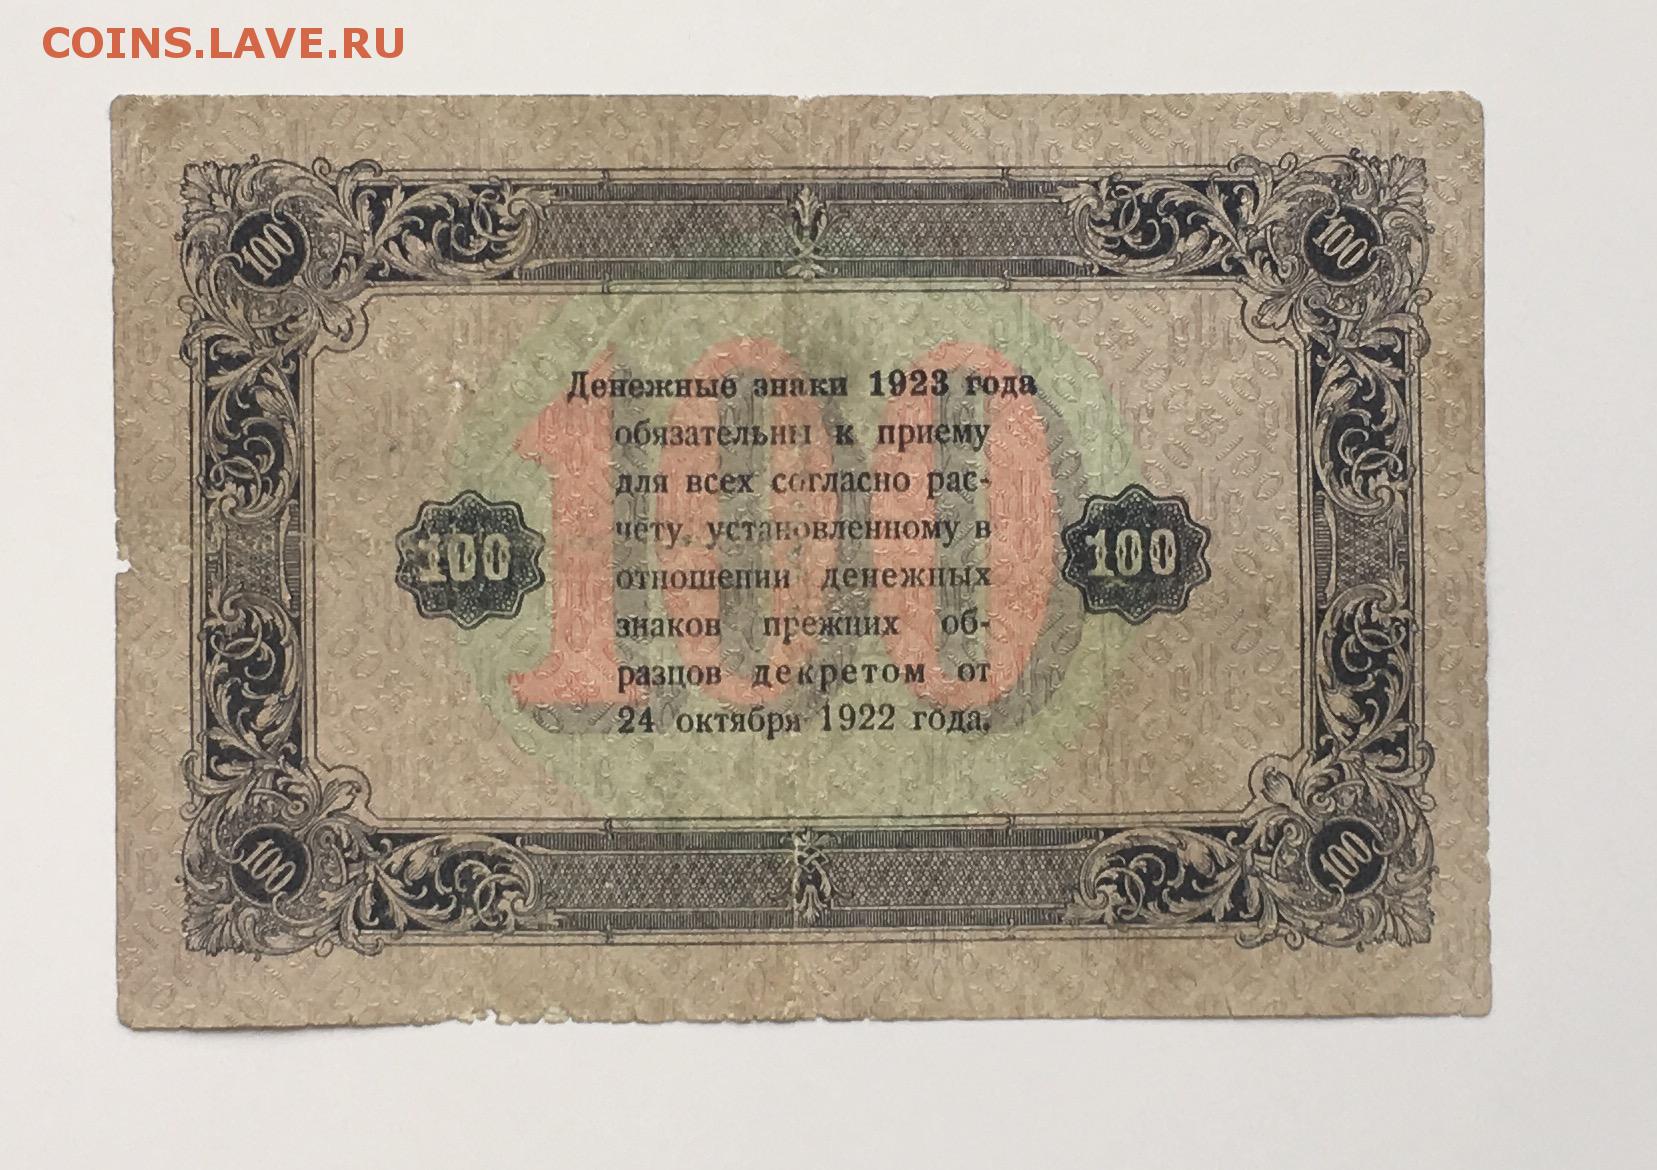 COINS.LAVE.RU
100 100
100
Денежные знаки 1923 года
обязательны к приему
для всех согласно рас-
чету, установленному в
отношении денежных
знаков прежних об-
разцов декретом от
24 октября 1922 года.
100 100
100 100